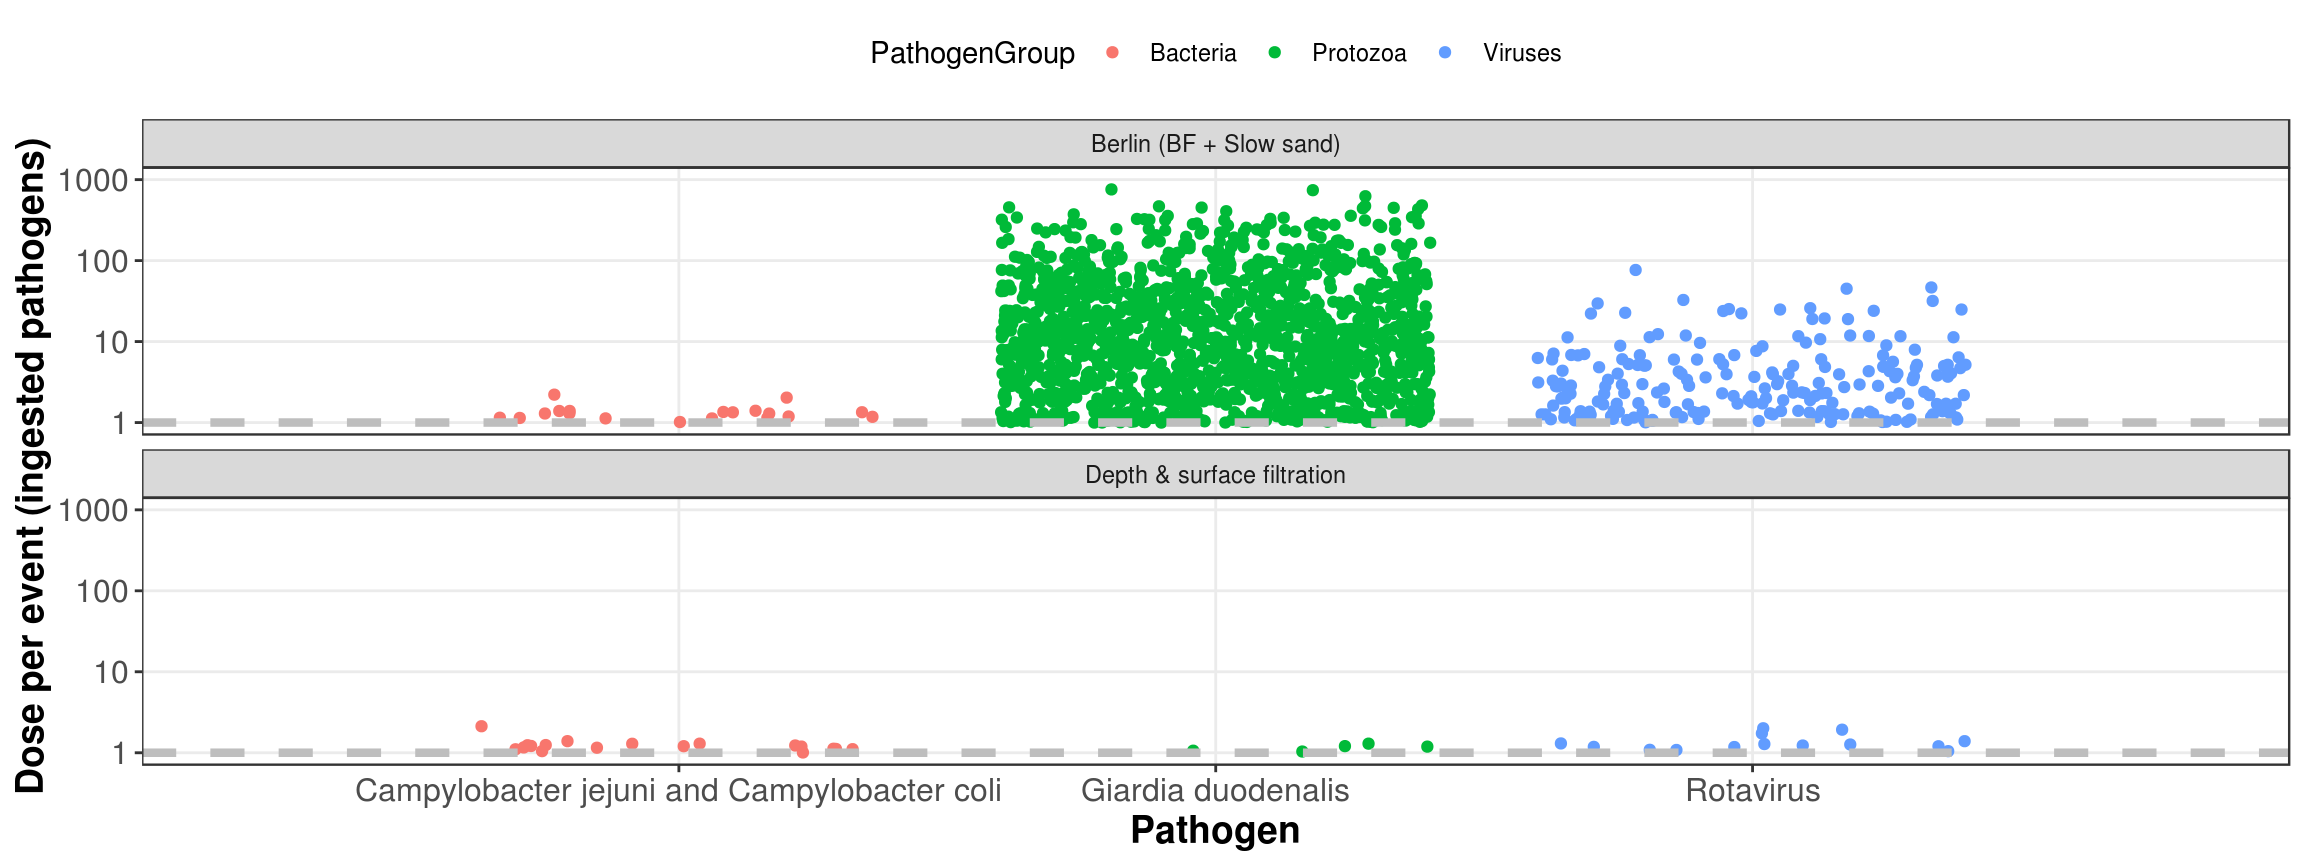 PathogenGroup Bacteria Protozoa Viruses
Berlin (BF + Slow sand)
1000
100
10
1
Depth & surface filtration
1000
100
10
1
Dose per event (ingested pathogens)
Campylobacter jejuni and Campylobacter coli Giardia duodenalis Rotavirus
Pathogen